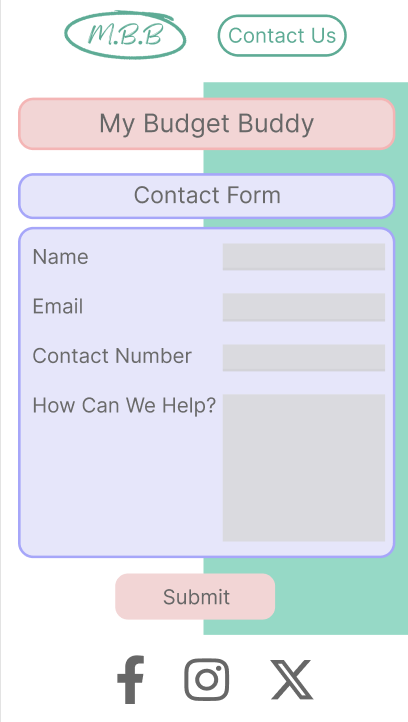 M.B.B
Contact Us
My Budget Buddy
Contact Form
Name
Email
Contact Number
How Can We Help?
Submit